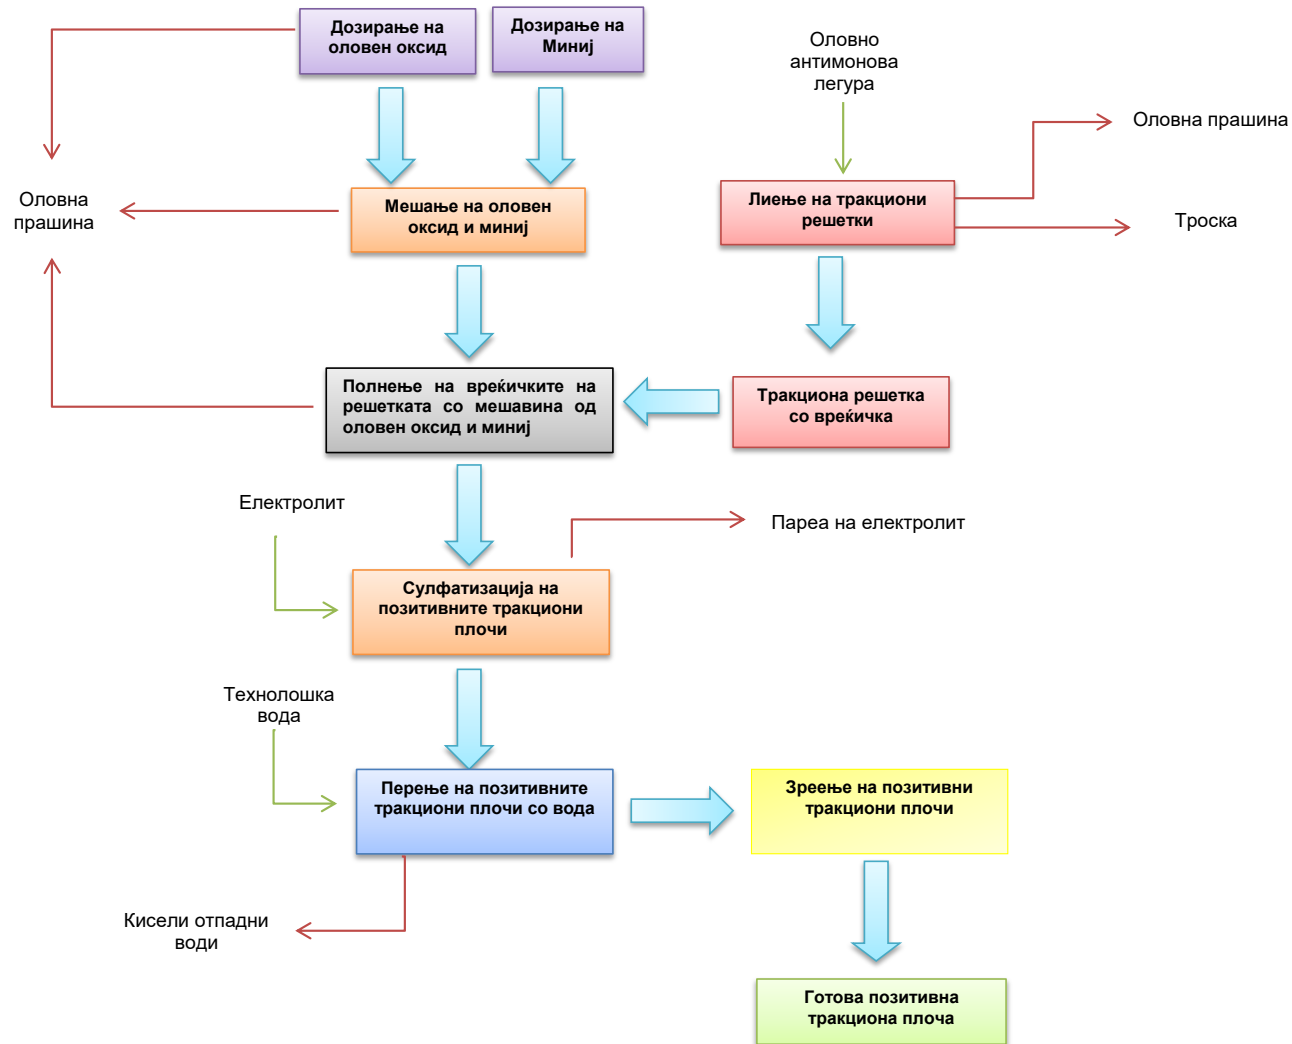 Дозирање на
оловен оксид
Дозирање на
Миниј
Оловно
антимонова
легура
Оловна прашина
Оловна
прашина
Мешање на оловен
оксид и миниј
Лиење на тракциони
решетки
Троска
Полнење на врeќичките на
решетката со мешавина од
оловен оксид и миниј
Тракциона решетка
со врeќичка
Електролит
Пареа на електролит
Сулфатизација на
позитивните тракциони
плочи
Технолошка
вода
Перење на позитивните
тракциони плочи со вода
Зреење на позитивни
тракциони плочи
Кисели отпадни
води
Готова позитивна
тракциона плоча